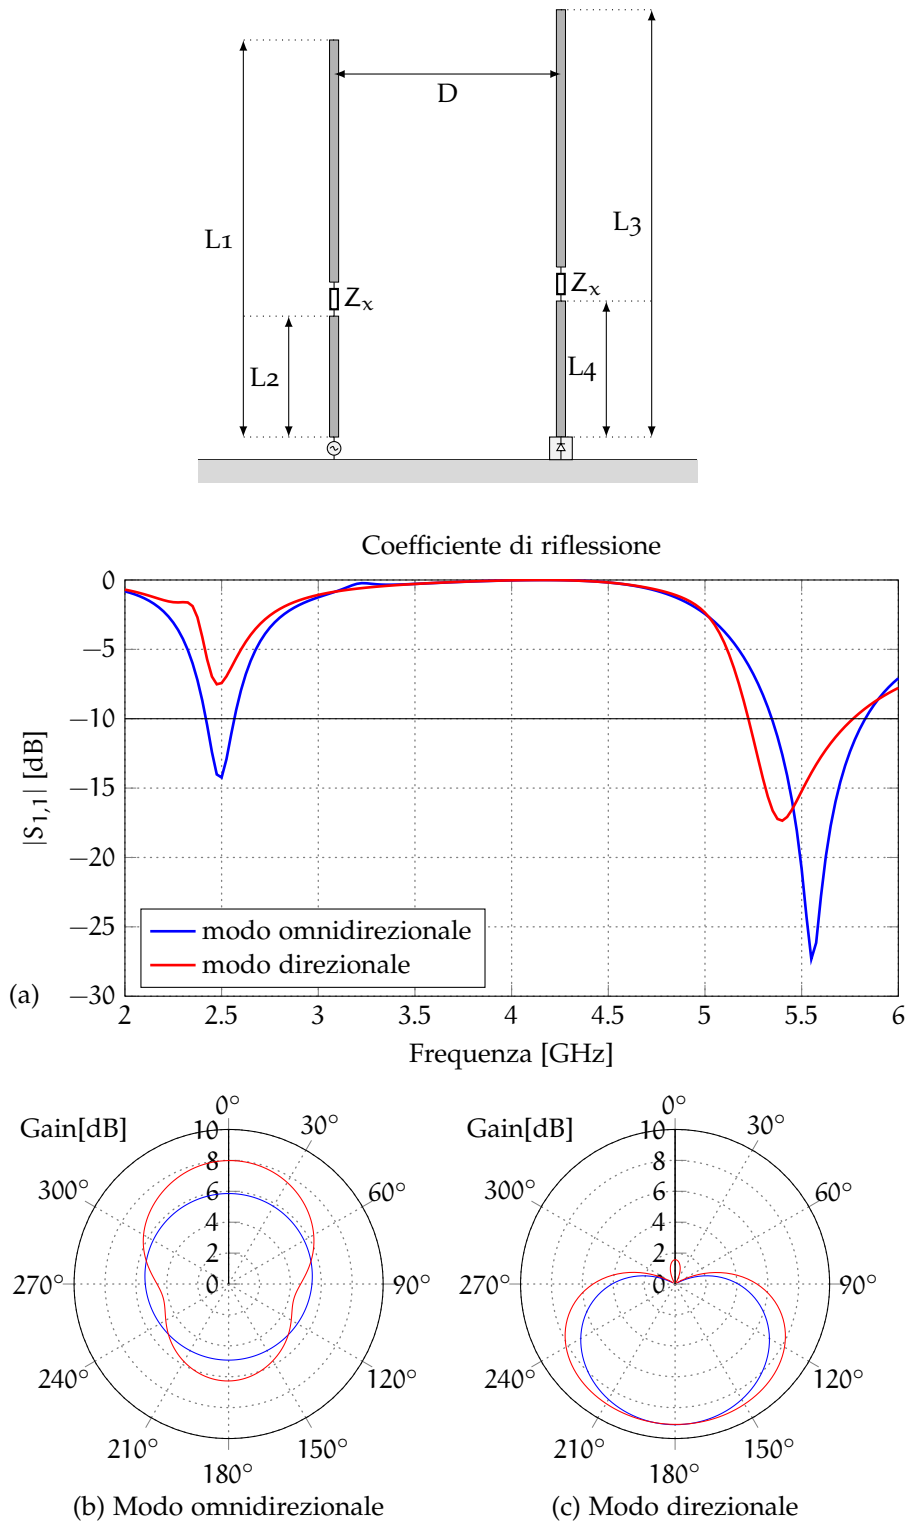 D
L1
L3
Zx
Zx
L2
L4
Coefficiente di riflessione
0
−5
−10
−15
−20
−25
−30
|S1,1| [dB]
modo omnidirezionale
modo direzionale
(a)
2
2.5
3
3.5
4
4.5
5
5.5
6
Frequenza [GHz]
Gain[dB]
0°
30°
60°
90°
120°
150°
180°
210°
240°
270°
300°
10
8
6
4
2
0
(b) Modo omnidirezionale
Gain[dB]
0°
30°
60°
90°
120°
150°
180°
210°
240°
270°
300°
10
8
6
4
2
0
(c) Modo direzionale